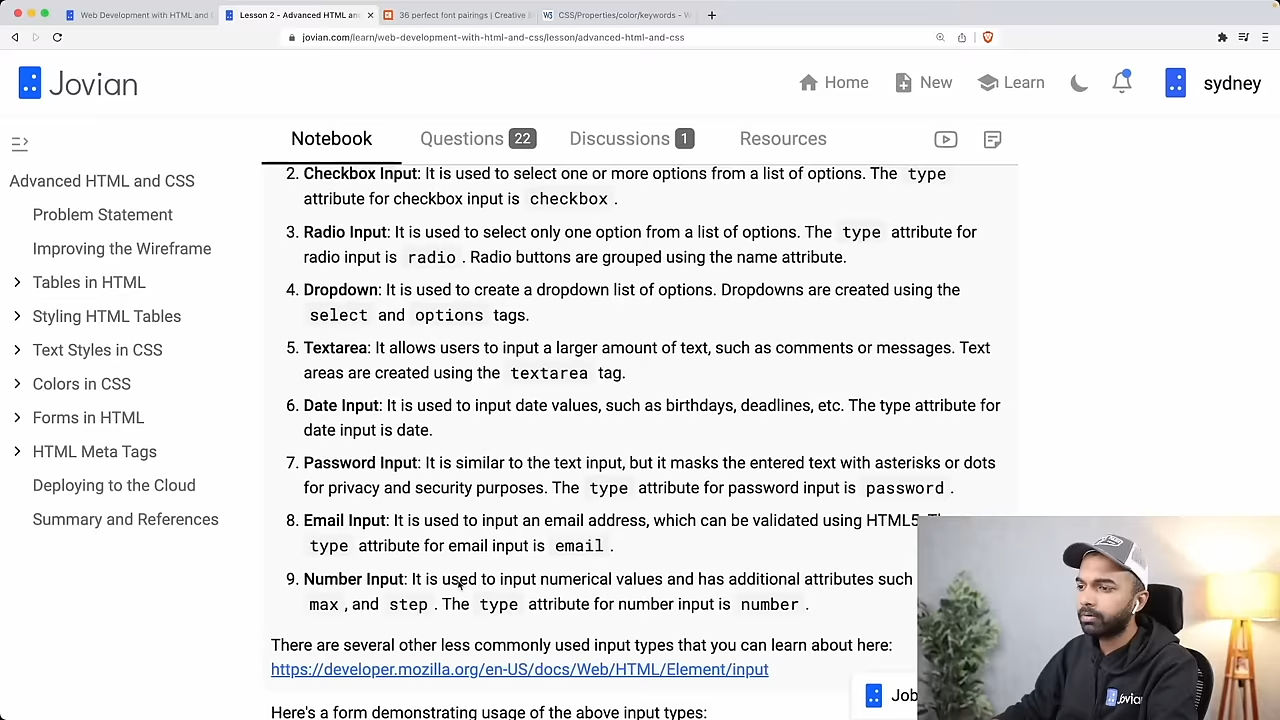 Web Development with HTML and
Lesson 2 - Advanced HTML and
36 perfect font pairings | Creative
CSS/Properties/color/keywords - W
jovian.com/learn/web-development-with-html-and-css/lesson/advanced-html-and-css
Jovian
Home
New
Learn
sydney
Notebook
Questions 22
Discussions 1
Resources
Advanced HTML and CSS
Problem Statement
Improving the Wireframe
Tables in HTML
Styling HTML Tables
Text Styles in CSS
Colors in CSS
Forms in HTML
HTML Meta Tags
Deploying to the Cloud
Summary and References
2. Checkbox Input: It is used to select one or more options from a list of options. The type
attribute for checkbox input is checkbox .
3. Radio Input: It is used to select only one option from a list of options. The type attribute for
radio input is radio . Radio buttons are grouped using the name attribute.
4. Dropdown: It is used to create a dropdown list of options. Dropdowns are created using the
select and options tags.
5. Textarea: It allows users to input a larger amount of text, such as comments or messages. Text
areas are created using the textarea tag.
6. Date Input: It is used to input date values, such as birthdays, deadlines, etc. The type attribute for
date input is date.
7. Password Input: It is similar to the text input, but it masks the entered text with asterisks or dots
for privacy and security purposes. The type attribute for password input is password .
8. Email Input: It is used to input an email address, which can be validated using HTML5.
type attribute for email input is email .
9. Number Input: It is used to input numerical values and has additional attributes such
max , and step . The type attribute for number input is number .
There are several other less commonly used input types that you can learn about here:
https://developer.mozilla.org/en-US/docs/Web/HTML/Element/input
Here's a form demonstrating usage of the above input types:
Job
Jovian